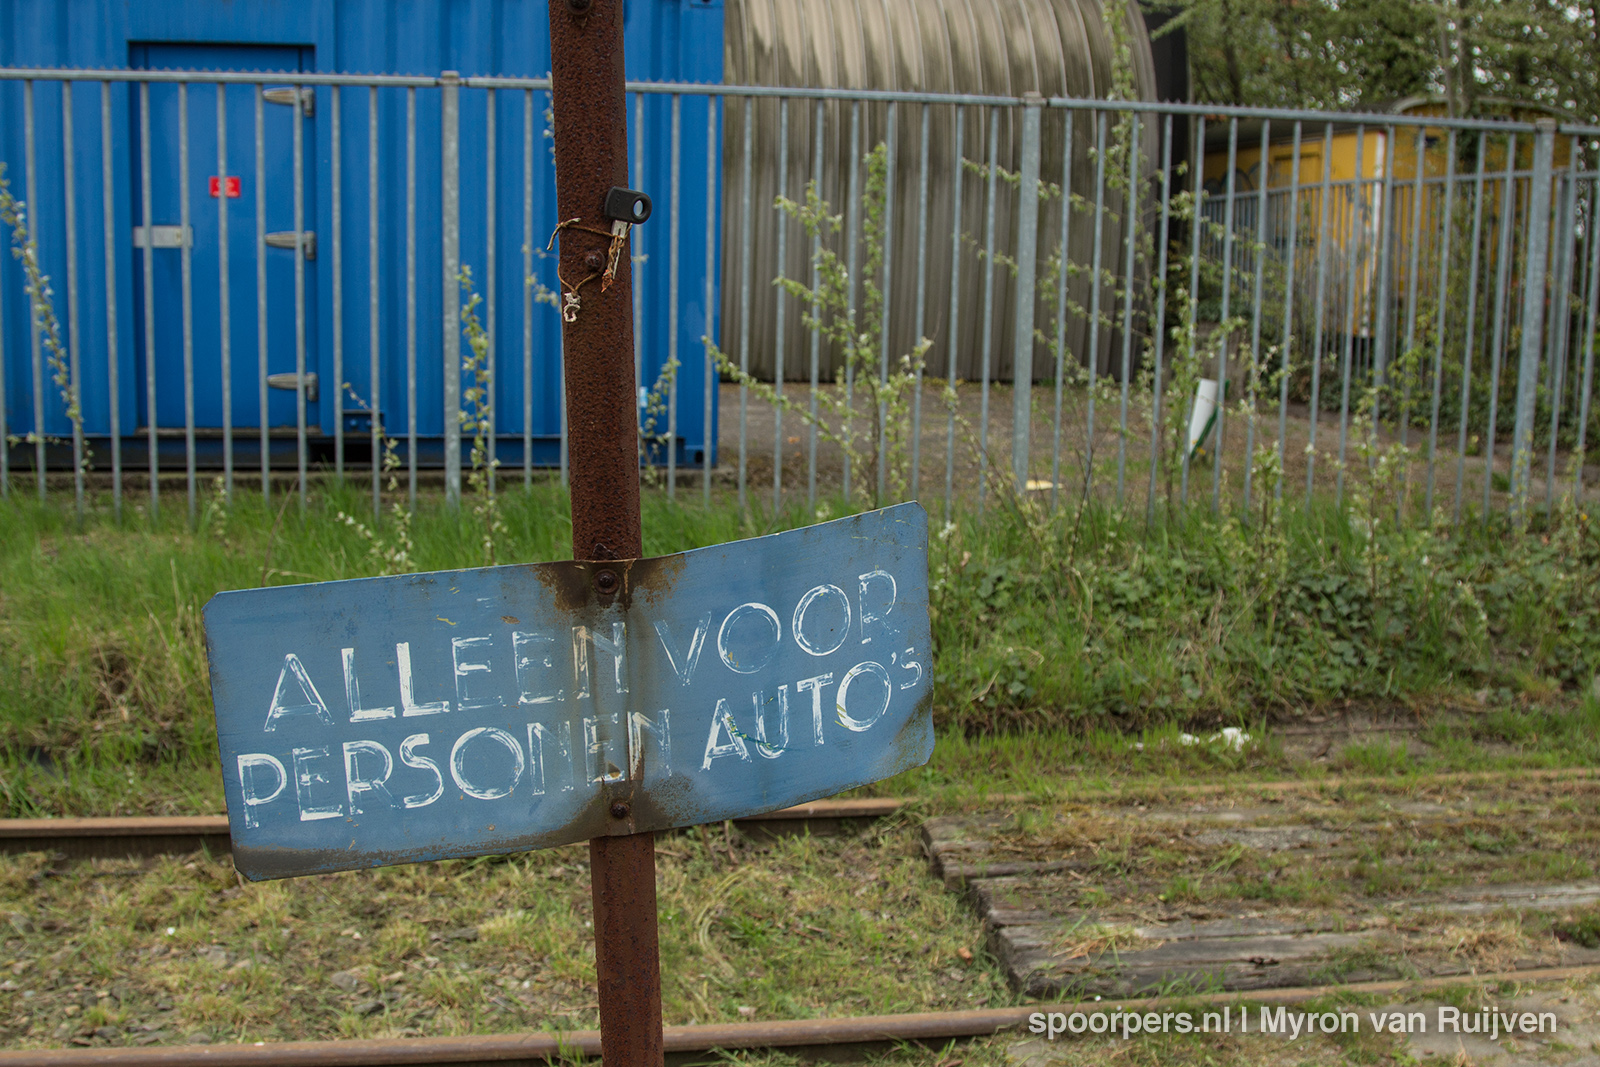 ALLEEN VOOR
PERSONEN AUTO'S
spoorpers.nl | Myron van Ruijven